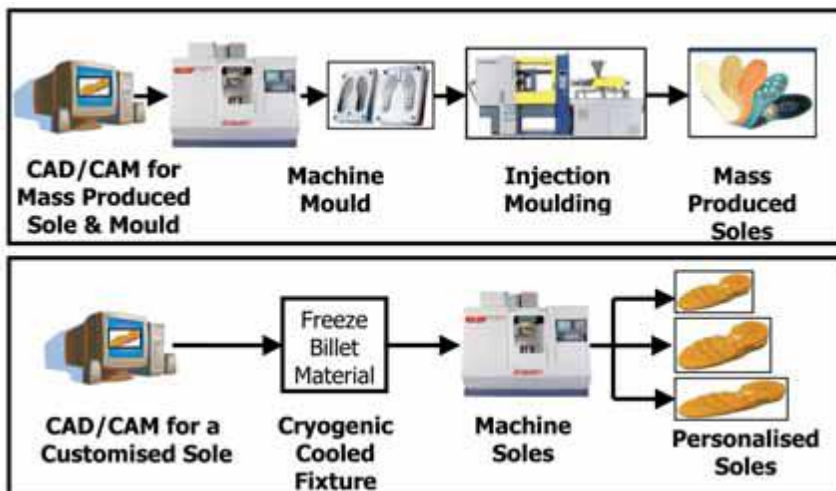 CAD/CAM for
Mass Produced
Sole & Mould
Machine
Mould
Injection
Moulding
Mass
Produced
Soles
Freeze
Billet
Material
CAD/CAM for a
Customised Sole
Cryogenic
Cooled
Fixture
Machine
Soles
Personalised
Soles